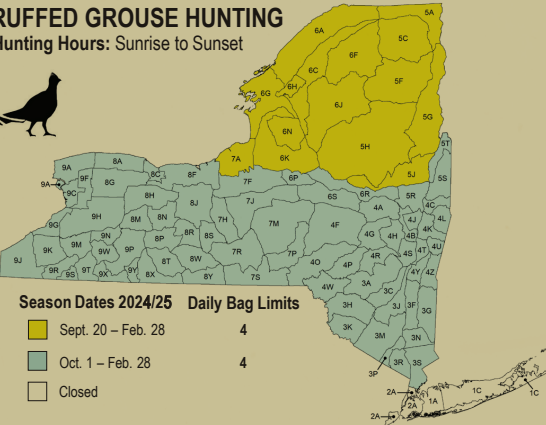 RUFFED GROUSE HUNTING
Hunting Hours: Sunrise to Sunset
5A
6A
5C
6F
6C
5F
6H
6G
6J
5G
6N
5H
5T
7A
6K
9A
8A
8C
8F
7F
6P
5J
5S
9A
9F
8G
9C
6S
6R
5R
8H
8J
7J
4A
4C
9H
8M
8N
7H
7M
4F
4J
4L
9G
4G
4H
4B
4K
9N
8P
8R
8S
4U
9K
9M
9W
9P
8T
8W
7R
7P
4O
4P
4R
4S
4T
9J
9R
9S
9T
9X
9Y
8X
8Y
7S
4Y
4Z
4W
3A
3C
3H
3J
3F
3G
3K
3M
3N
3P
3R
3S
2A
2A
1A
1C
1C
2A
Season Dates 2024/25 Daily Bag Limits
Sept. 20 – Feb. 28 4
Oct. 1 – Feb. 28 4
Closed